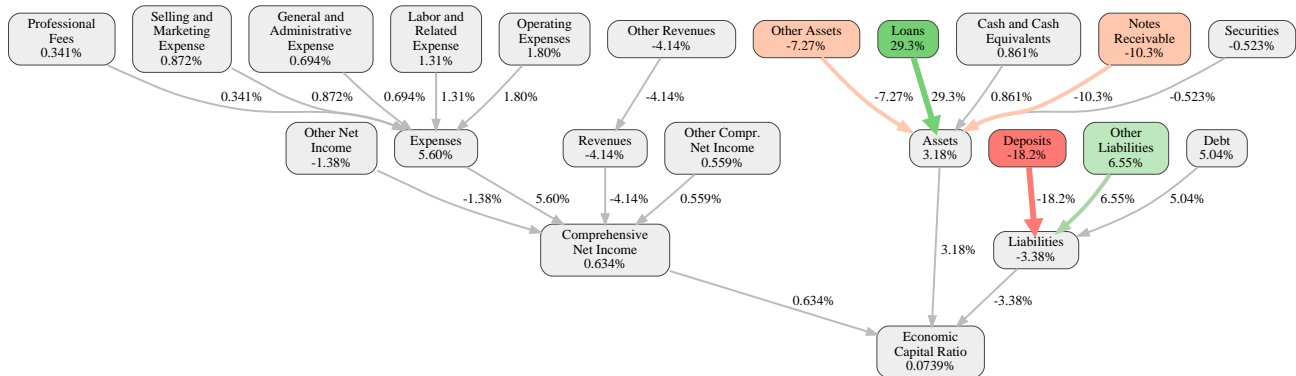 Professional
Fees
0.341%
Selling and
Marketing
Expense
0.872%
General and
Administrative
Expense
0.694%
Labor and
Related
Expense
1.31%
Operating
Expenses
1.80%
Other Revenues
-4.14%
Other Assets
-7.27%
Loans
29.3%
Cash and Cash
Equivalents
0.861%
Notes
Receivable
-10.3%
Securities
-0.523%
0.341%
0.872%
0.694%
1.31%
1.80%
-4.14%
-7.27%
29.3%
0.861%
-10.3%
-0.523%
Other Net
Income
-1.38%
Expenses
5.60%
Revenues
-4.14%
Other Compr.
Net Income
0.559%
Assets
3.18%
Deposits
-18.2%
Other
Liabilities
6.55%
Debt
5.04%
-1.38%
5.60%
-4.14%
0.559%
-18.2%
6.55%
5.04%
Comprehensive
Net Income
0.634%
3.18%
Liabilities
-3.38%
0.634%
-3.38%
Economic
Capital Ratio
0.0739%